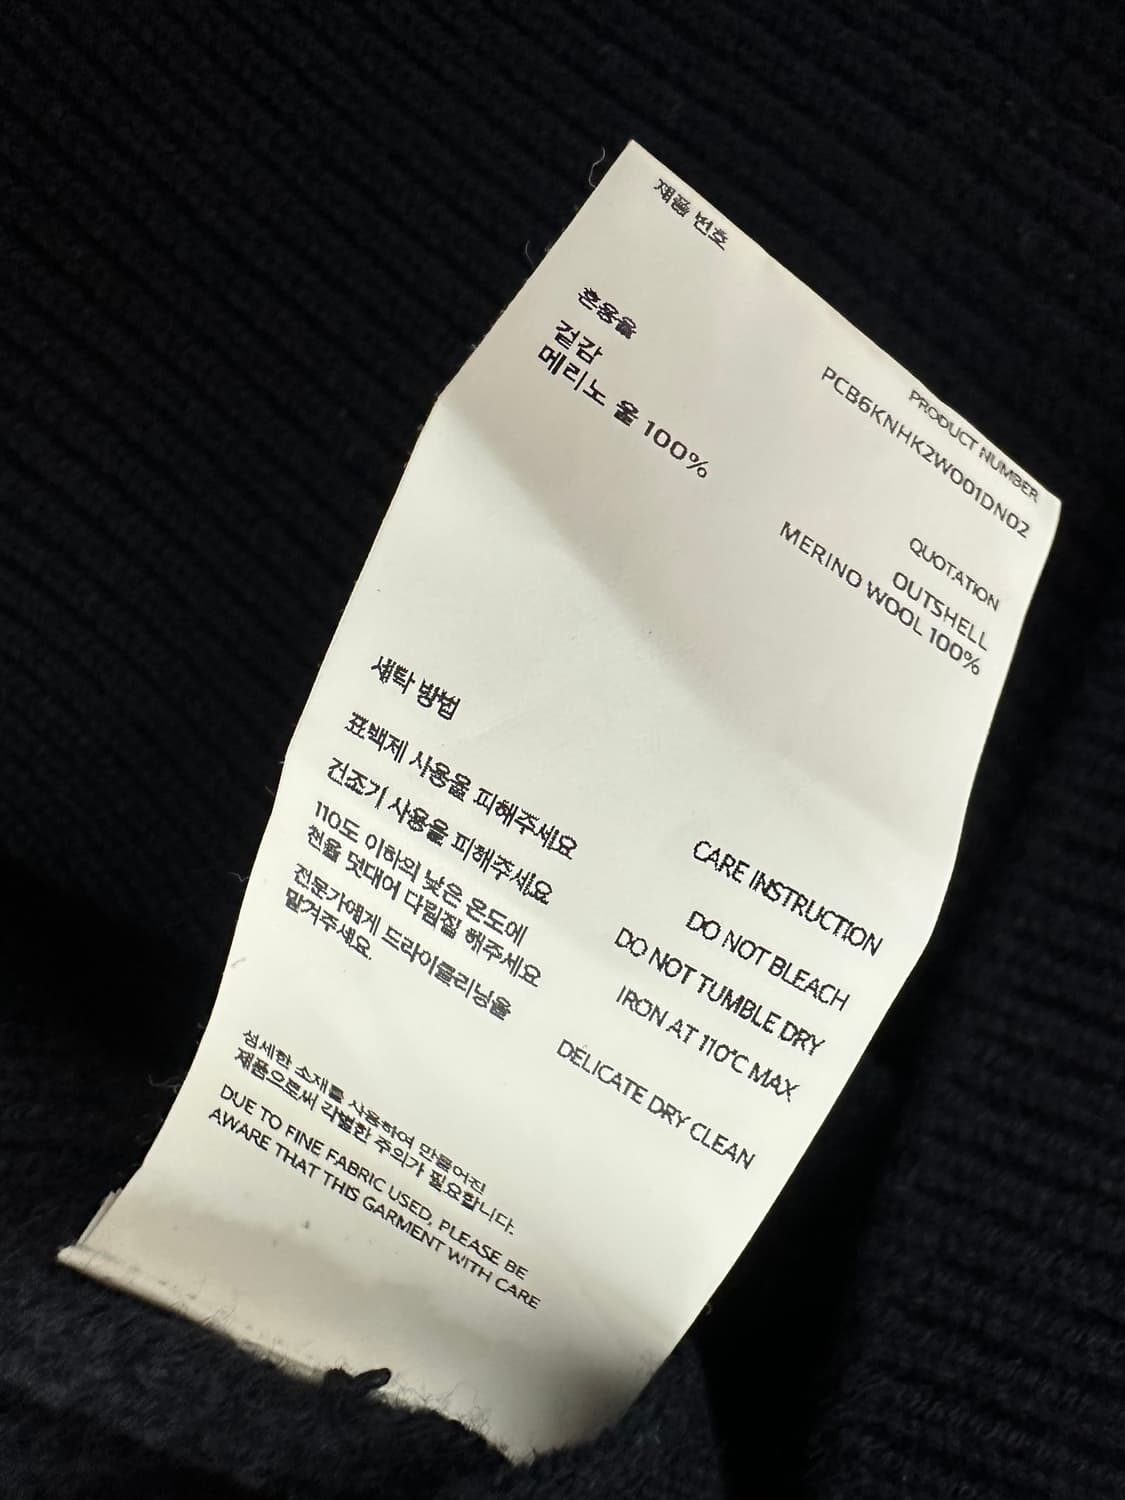 제품 번호
PRODUCT NUMBER
PCB6KNHK2WO01DN02
혼용율
QUOTATION
겉감
OUTSHELL
메리노 울 100%
MERINO WOOL 100%
세탁 방법
CARE INSTRUCTION
표백제 사용을 피해주세요
DO NOT BLEACH
건조기 사용을 피해주세요
DO NOT TUMBLE DRY
110도 이하의 낮은 온도에
천을 덧대어 다림질 해주세요
IRON AT 110°C MAX
전문가에게 드라이클리닝을
맡겨주세요.
DELICATE DRY CLEAN
섬세한 소재를 사용하여 만들어진
제품으로써 각별한 주의가 필요합니다.
DUE TO FINE FABRIC USED, PLEASE BE
AWARE THAT THIS GARMENT WITH CARE